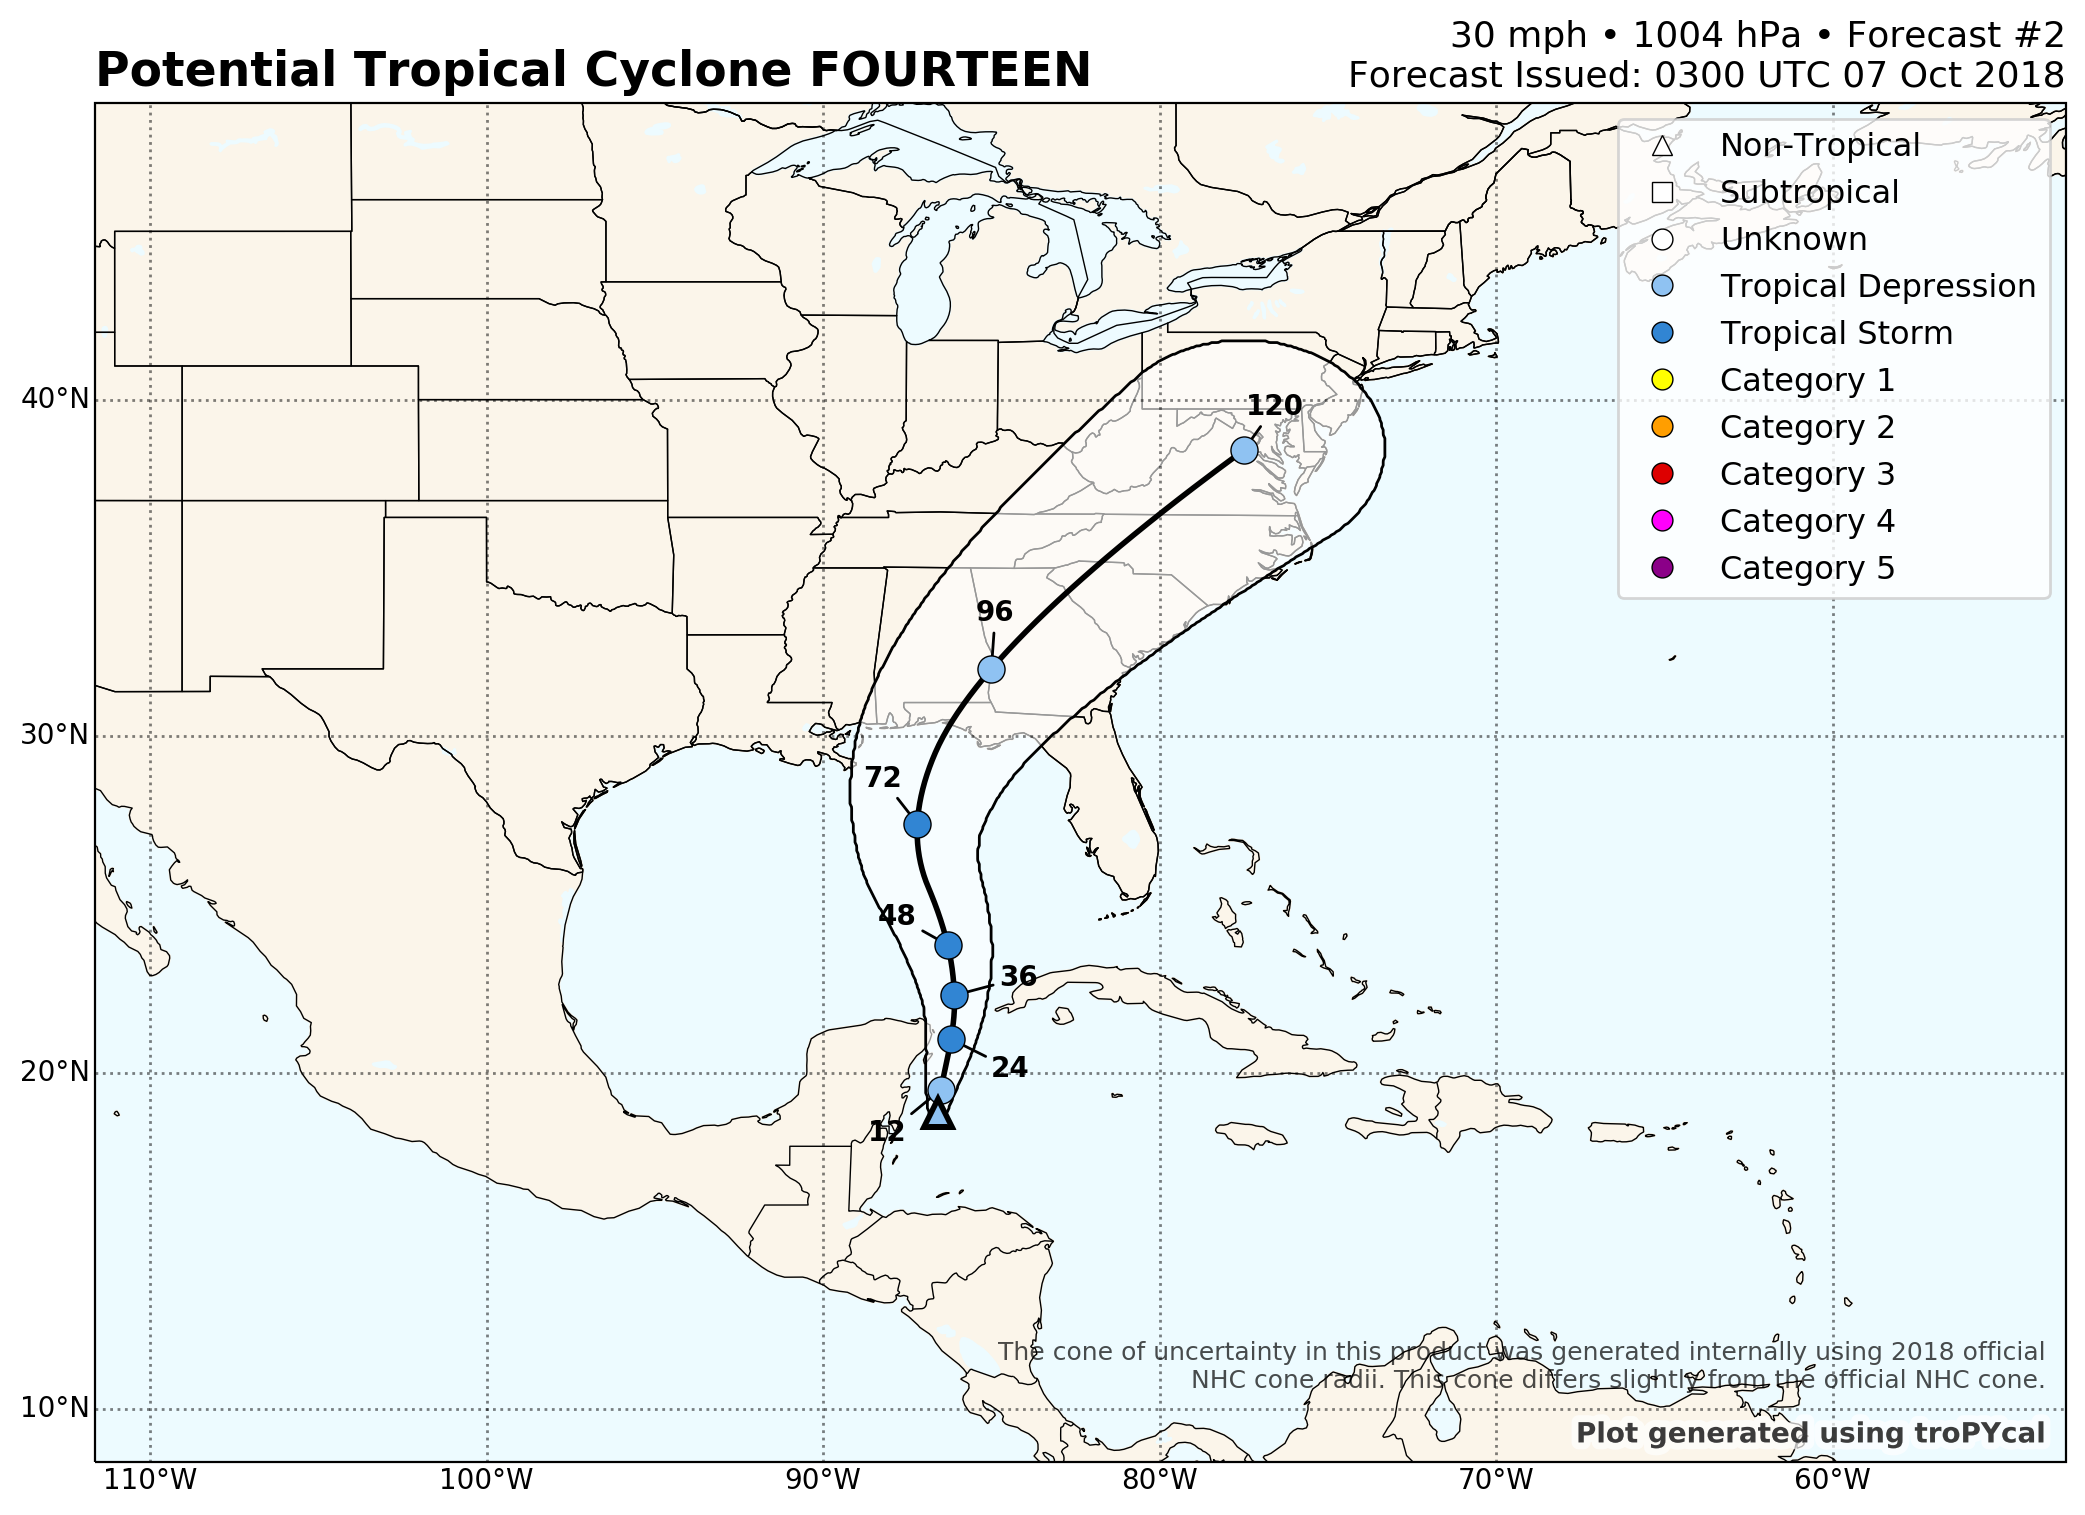 Potential Tropical Cyclone FOURTEEN
30 mph • 1004 hPa • Forecast #2
Forecast Issued: 0300 UTC 07 Oct 2018
Non-Tropical
Subtropical
Unknown
Tropical Depression
Tropical Storm
Category 1
Category 2
Category 3
Category 4
Category 5
40°N
30°N
20°N
10°N
120
96
72
48
36
24
12
The cone of uncertainty in this product was generated internally using 2018 official
NHC cone radii. This cone differs slightly from the official NHC cone.
Plot generated using troPYcal
110°W
100°W
90°W
80°W
70°W
60°W